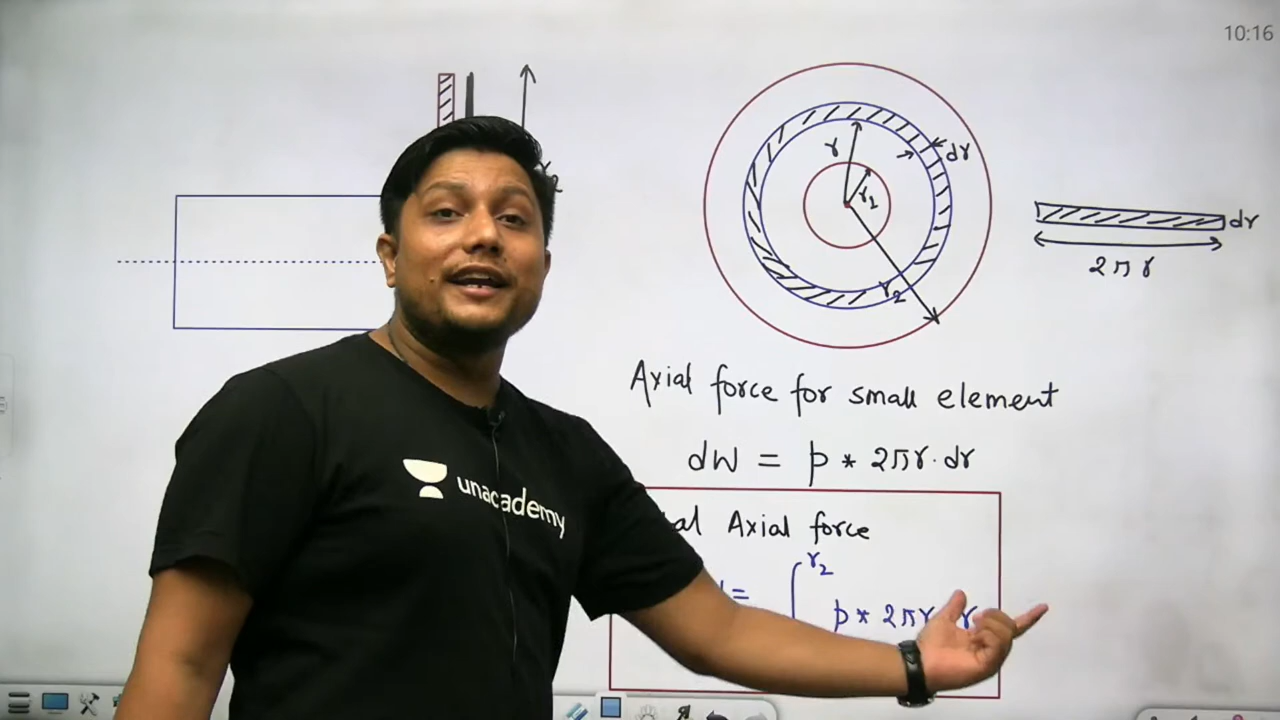 10:16
r
dr
r1
r2
dr
2πr
Axial force for small element
dW = p * 2πr.dr
Axial force
=
r2
p * 2πr
unacademy